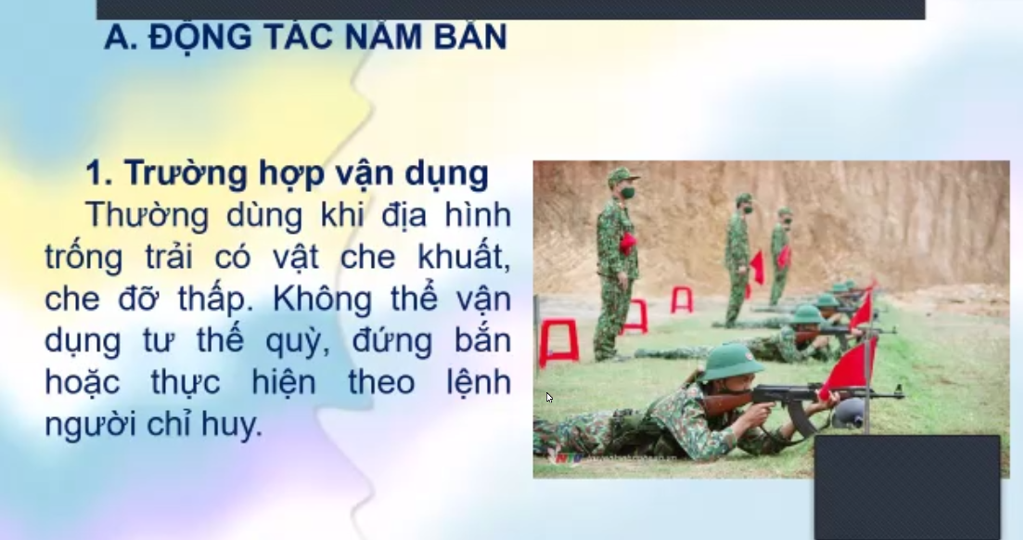 A. ĐỘNG TÁC NẰM BẮN
1. Trường hợp vận dụng
Thường dùng khi địa hình
trống trải có vật che khuất,
che đỡ thấp. Không thể vận
dụng tư thế quỳ, đứng bắn
hoặc thực hiện theo lệnh
người chỉ huy.
NTV